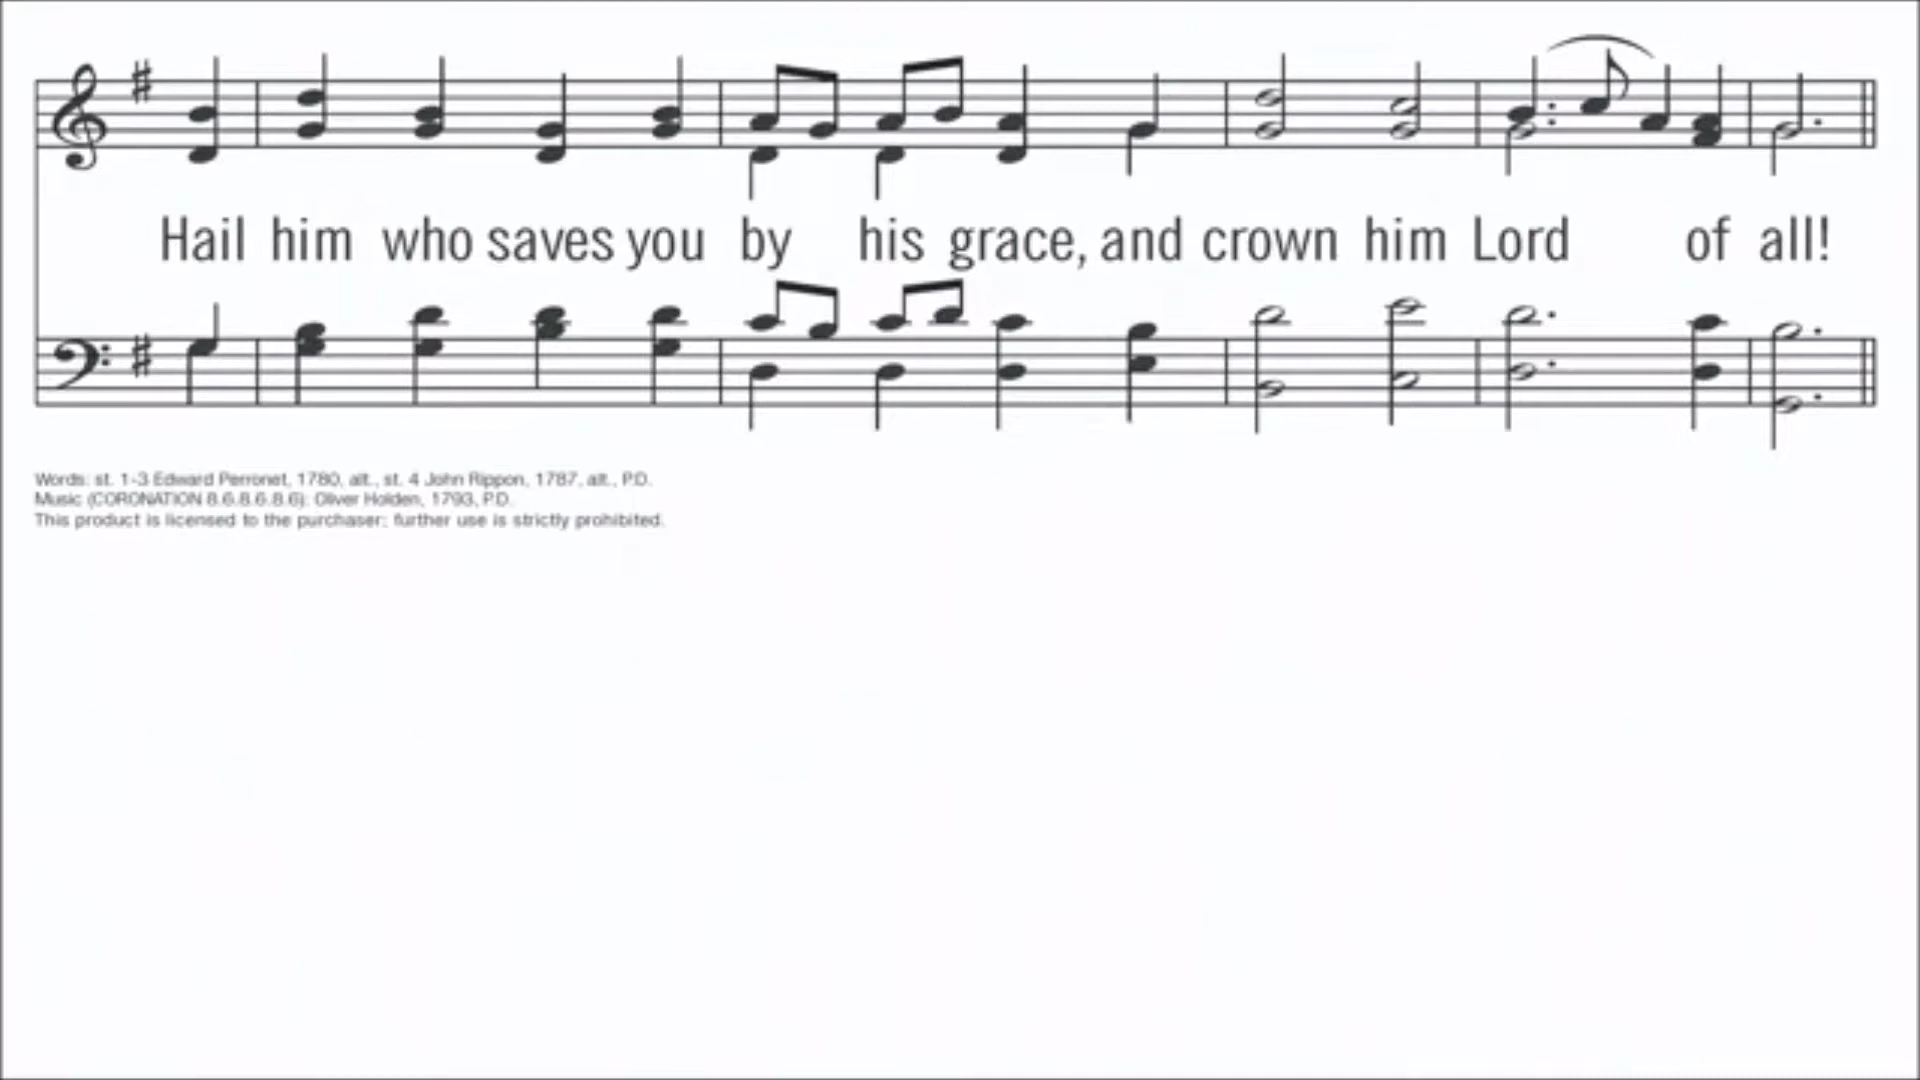 Hail him who saves you by his grace, and crown him Lord of all!
Words: st. 1-3 Edward Perronet, 1780, alt., st. 4 John Rippon, 1787, alt., P.D.
Music (CORONATION 8.6.8.6.8.6): Oliver Holden, 1793, P.D.
This product is licensed to the purchaser; further use is strictly prohibited.